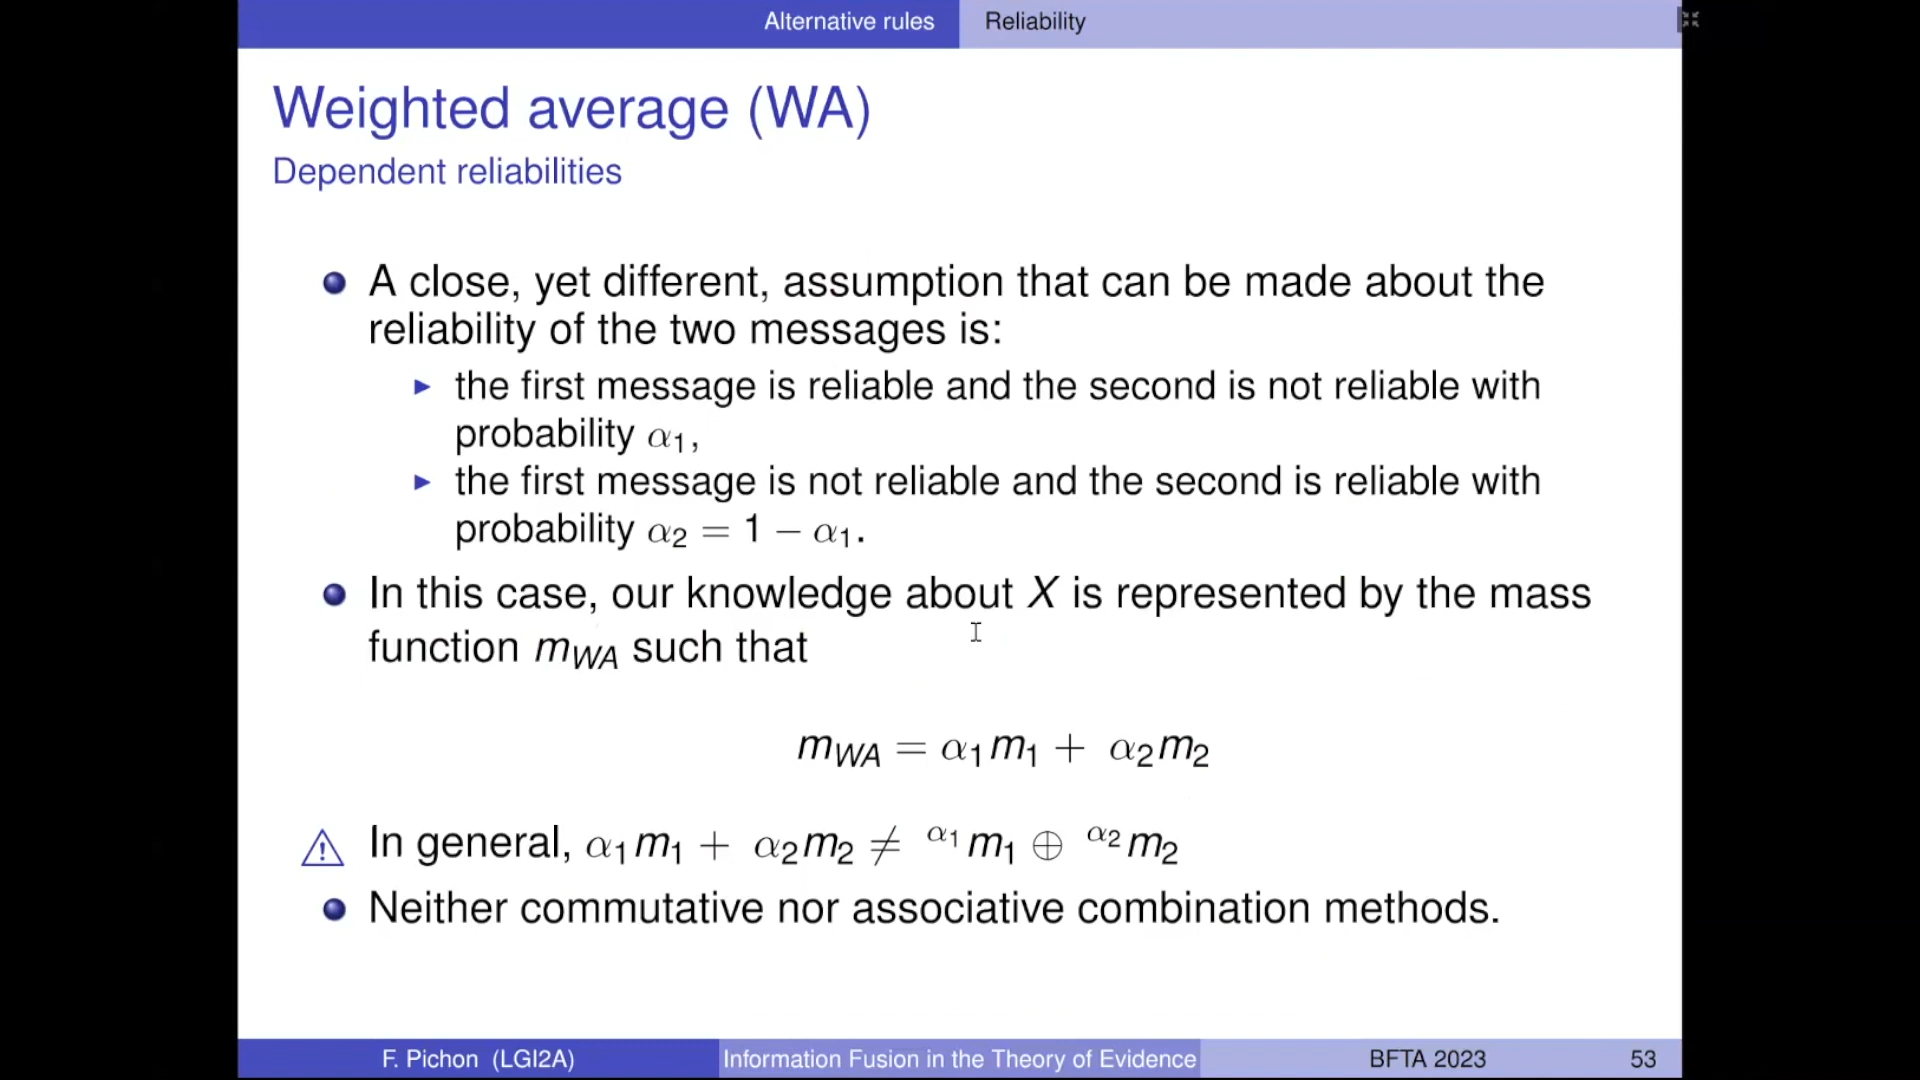 Alternative rules Reliability
Weighted average (WA)
Dependent reliabilities
A close, yet different, assumption that can be made about the
reliability of the two messages is:
the first message is reliable and the second is not reliable with
probability α₁,
the first message is not reliable and the second is reliable with
probability α₂ = 1 − α₁.
In this case, our knowledge about X is represented by the mass
function m_WA such that
m_WA = α₁m₁ + α₂m₂
In general, α₁m₁ + α₂m₂ ≠ ^α₁m₁ ⊕ ^α₂m₂
Neither commutative nor associative combination methods.
F. Pichon (LGI2A) Information Fusion in the Theory of Evidence BFTA 2023 53